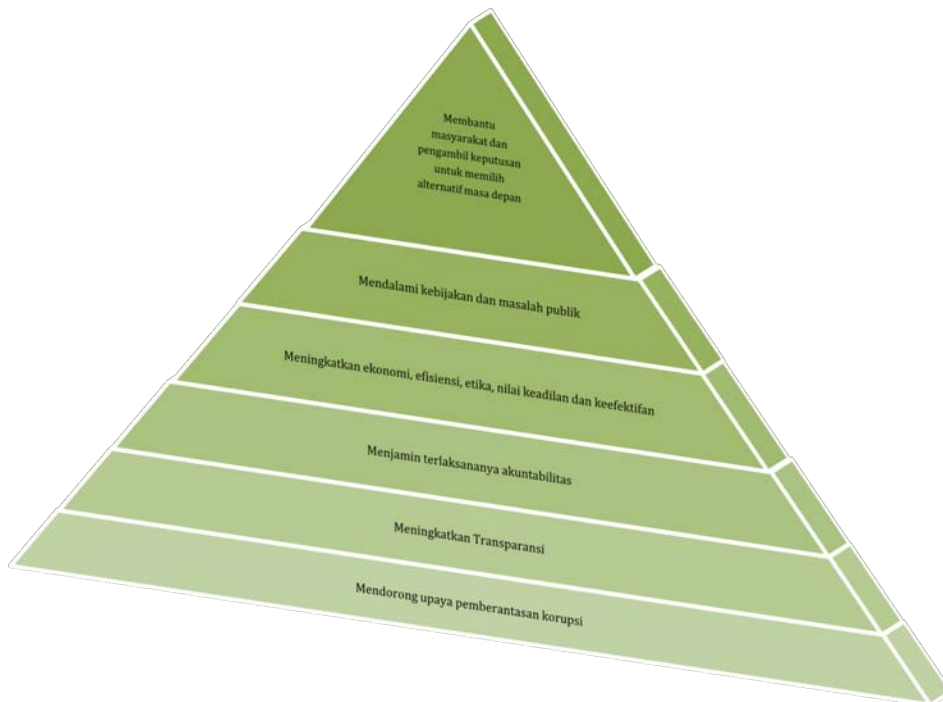 Membantu
masyarakat dan
pengambil keputusan
untuk memilih
alternatif masa depan
Mendalami kebijakan dan masalah publik
Meningkatkan ekonomi, efisiensi, etika, nilai keadilan dan keefektifan
Menjamin terlaksananya akuntabilitas
Meningkatkan Transparansi
Mendorong upaya pemberantasan korupsi